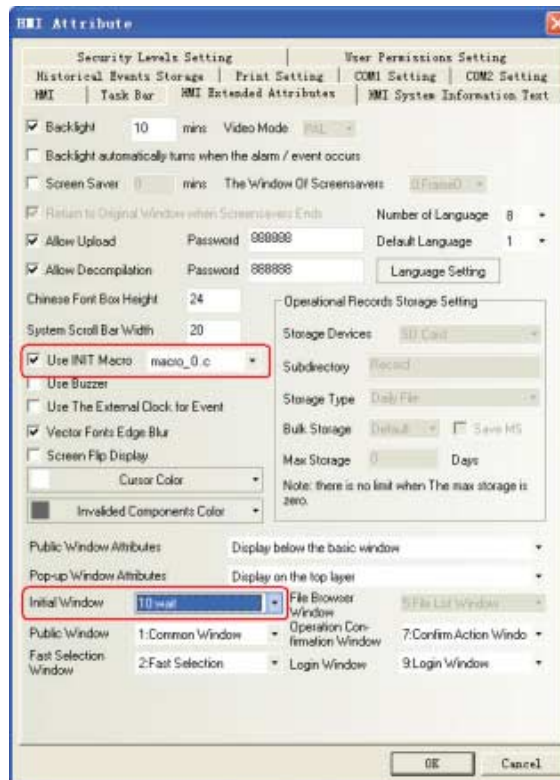 HMI Attribute
Security Levels Setting User Permissions Setting
Historical Events Storage Print Setting COM1 Setting COM2 Setting
HMI Task Bar HMI Extended Attributes HMI System Information Text
Backlight 10 mins Video Mode PAL
Backlight automatically turns when the alarm / event occurs
Screen Saver 0 mins The Window Of Screensavers 0:Frame0
Return to Original Window when Screensavers Ends Number of Language 8
Allow Upload Password 888888 Default Language 1
Allow Decompilation Password 888888 Language Setting
Chinese Font Box Height 24 Operational Records Storage Setting
System Scroll Bar Width 20 Storage Devices SD Card
Use INIT Macro macro_0.c Subdirectory Record
Use Buzzer
Use The External Clock for Event Storage Type Daily File
Vector Fonts Edge Blur Bulk Storage Default Save MS
Screen Flip Display Max Storage 0 Days
Cursor Color Note: there is no limit when The max storage is
Invalided Components Color zero.
Public Window Attributes Display below the basic window
Pop-up Window Attributes Display on the top layer
Initial Window 10:wait File Browser Window 5:File List Window
Public Window 1:Common Window Operation Con-firmation Window 7:Confirm Action Windo
Fast Selection Window 2:Fast Selection Login Window 9:Login Window
OK Cancel